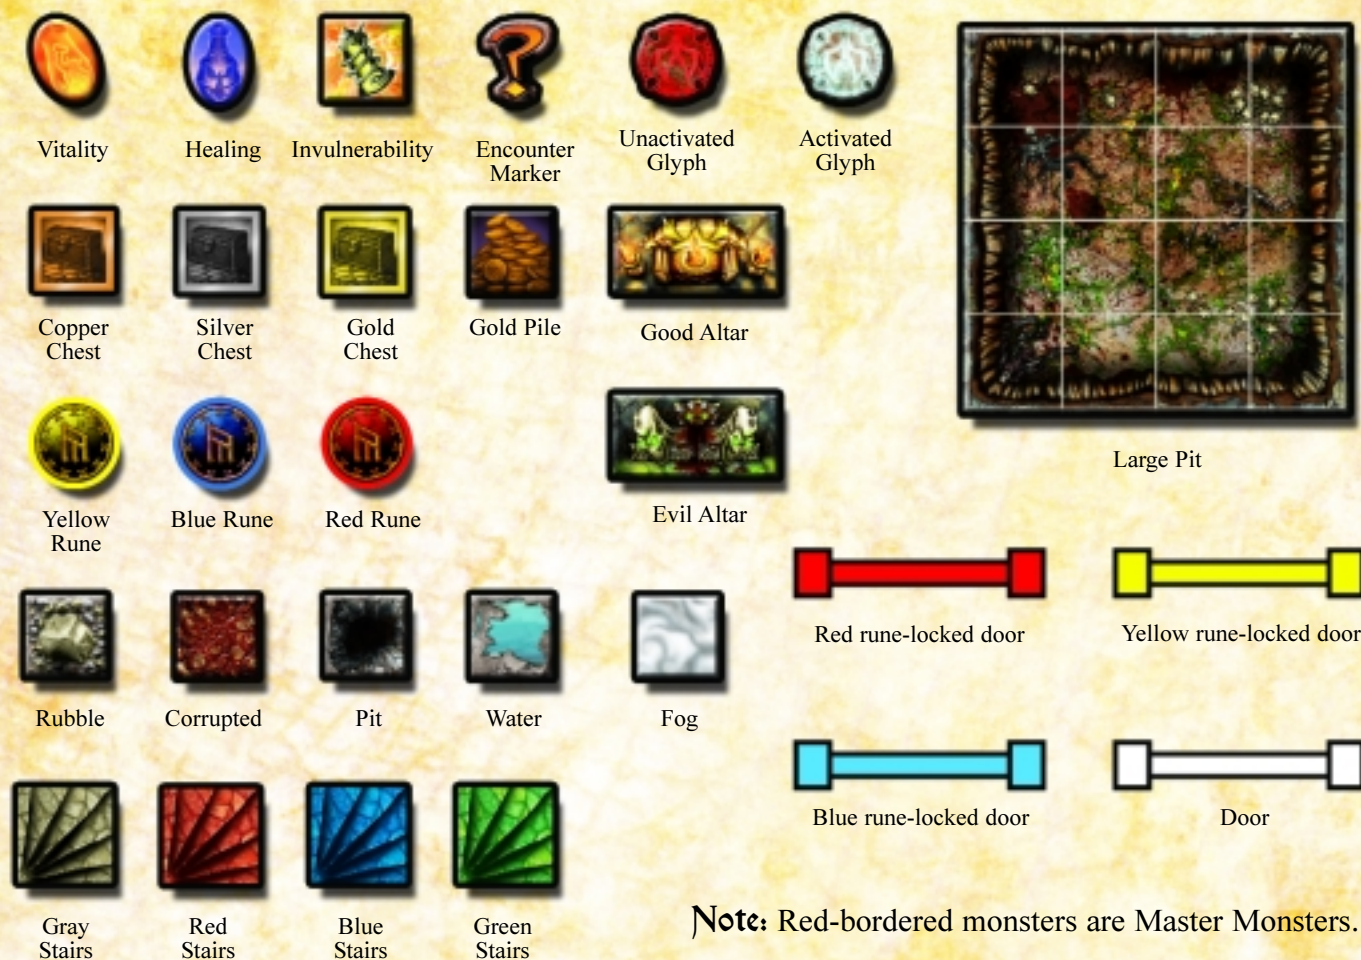 Vitality
Healing
Invulnerability
Encounter
Marker
Unactivated
Glyph
Activated
Glyph
Copper
Chest
Silver
Chest
Gold
Chest
Gold Pile
Good Altar
Large Pit
Yellow
Rune
Blue Rune
Red Rune
Evil Altar
Red rune-locked door
Yellow rune-locked door
Rubble
Corrupted
Pit
Water
Fog
Blue rune-locked door
Door
Gray
Stairs
Red
Stairs
Blue
Stairs
Green
Stairs
Note: Red-bordered monsters are Master Monsters.